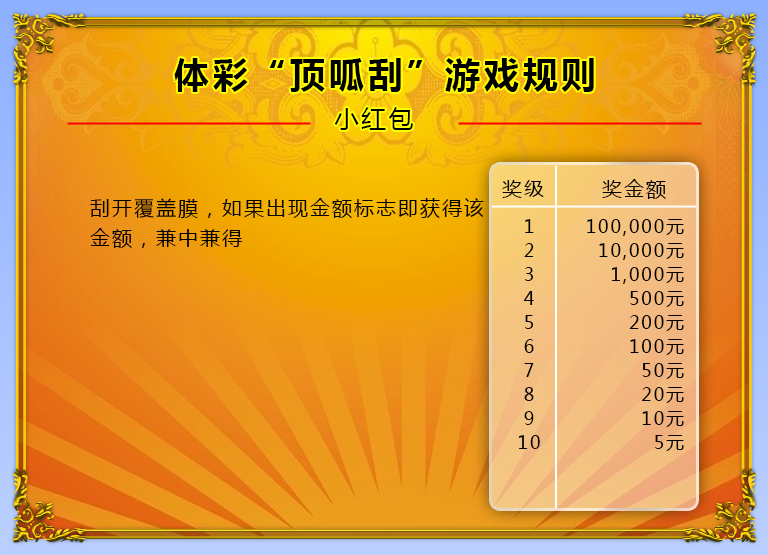 体彩“顶呱刮”游戏规则
小红包
刮开覆盖膜，如果出现金额标志即获得该
金额，兼中兼得
奖级 奖金额
1 100,000元
2 10,000元
3 1,000元
4 500元
5 200元
6 100元
7 50元
8 20元
9 10元
10 5元